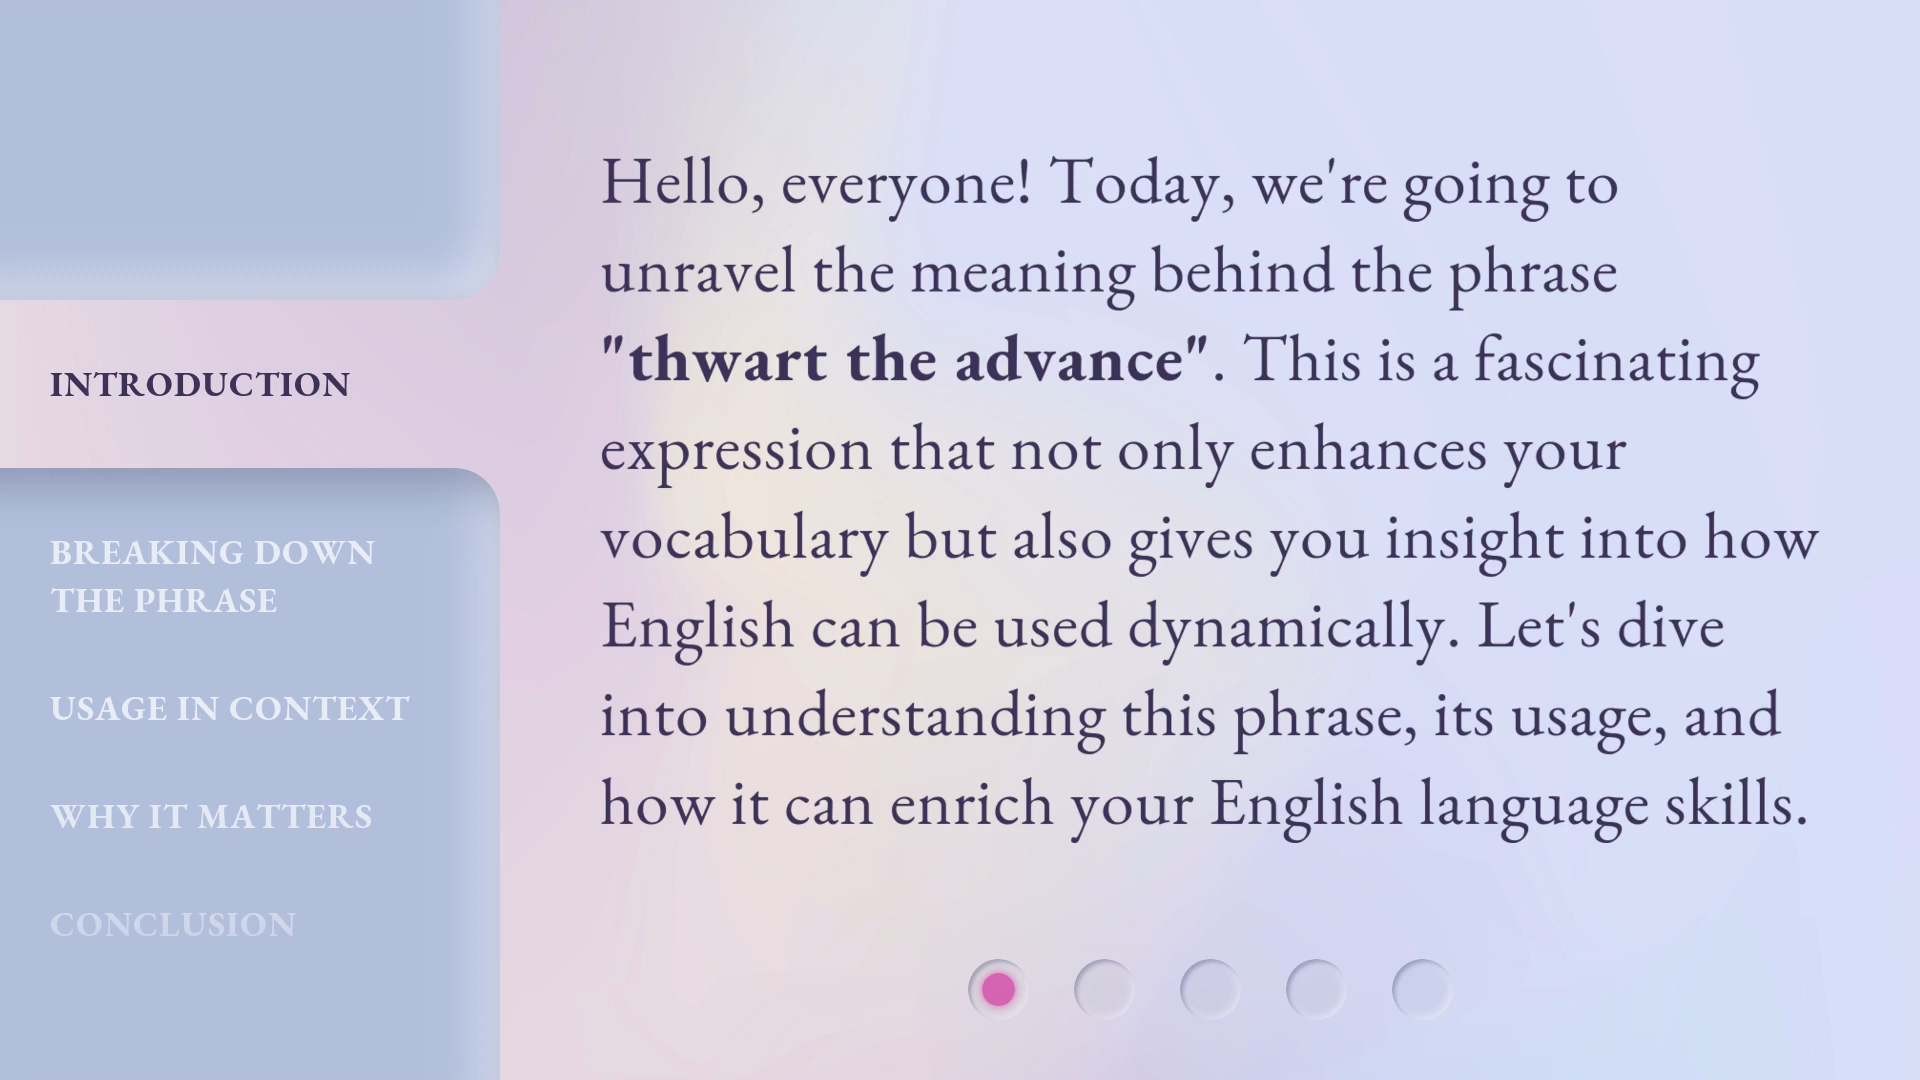 INTRODUCTION
BREAKING DOWN
THE PHRASE
USAGE IN CONTEXT
WHY IT MATTERS
CONCLUSION
Hello, everyone! Today, we're going to
unravel the meaning behind the phrase
"thwart the advance". This is a fascinating
expression that not only enhances your
vocabulary but also gives you insight into how
English can be used dynamically. Let's dive
into understanding this phrase, its usage, and
how it can enrich your English language skills.